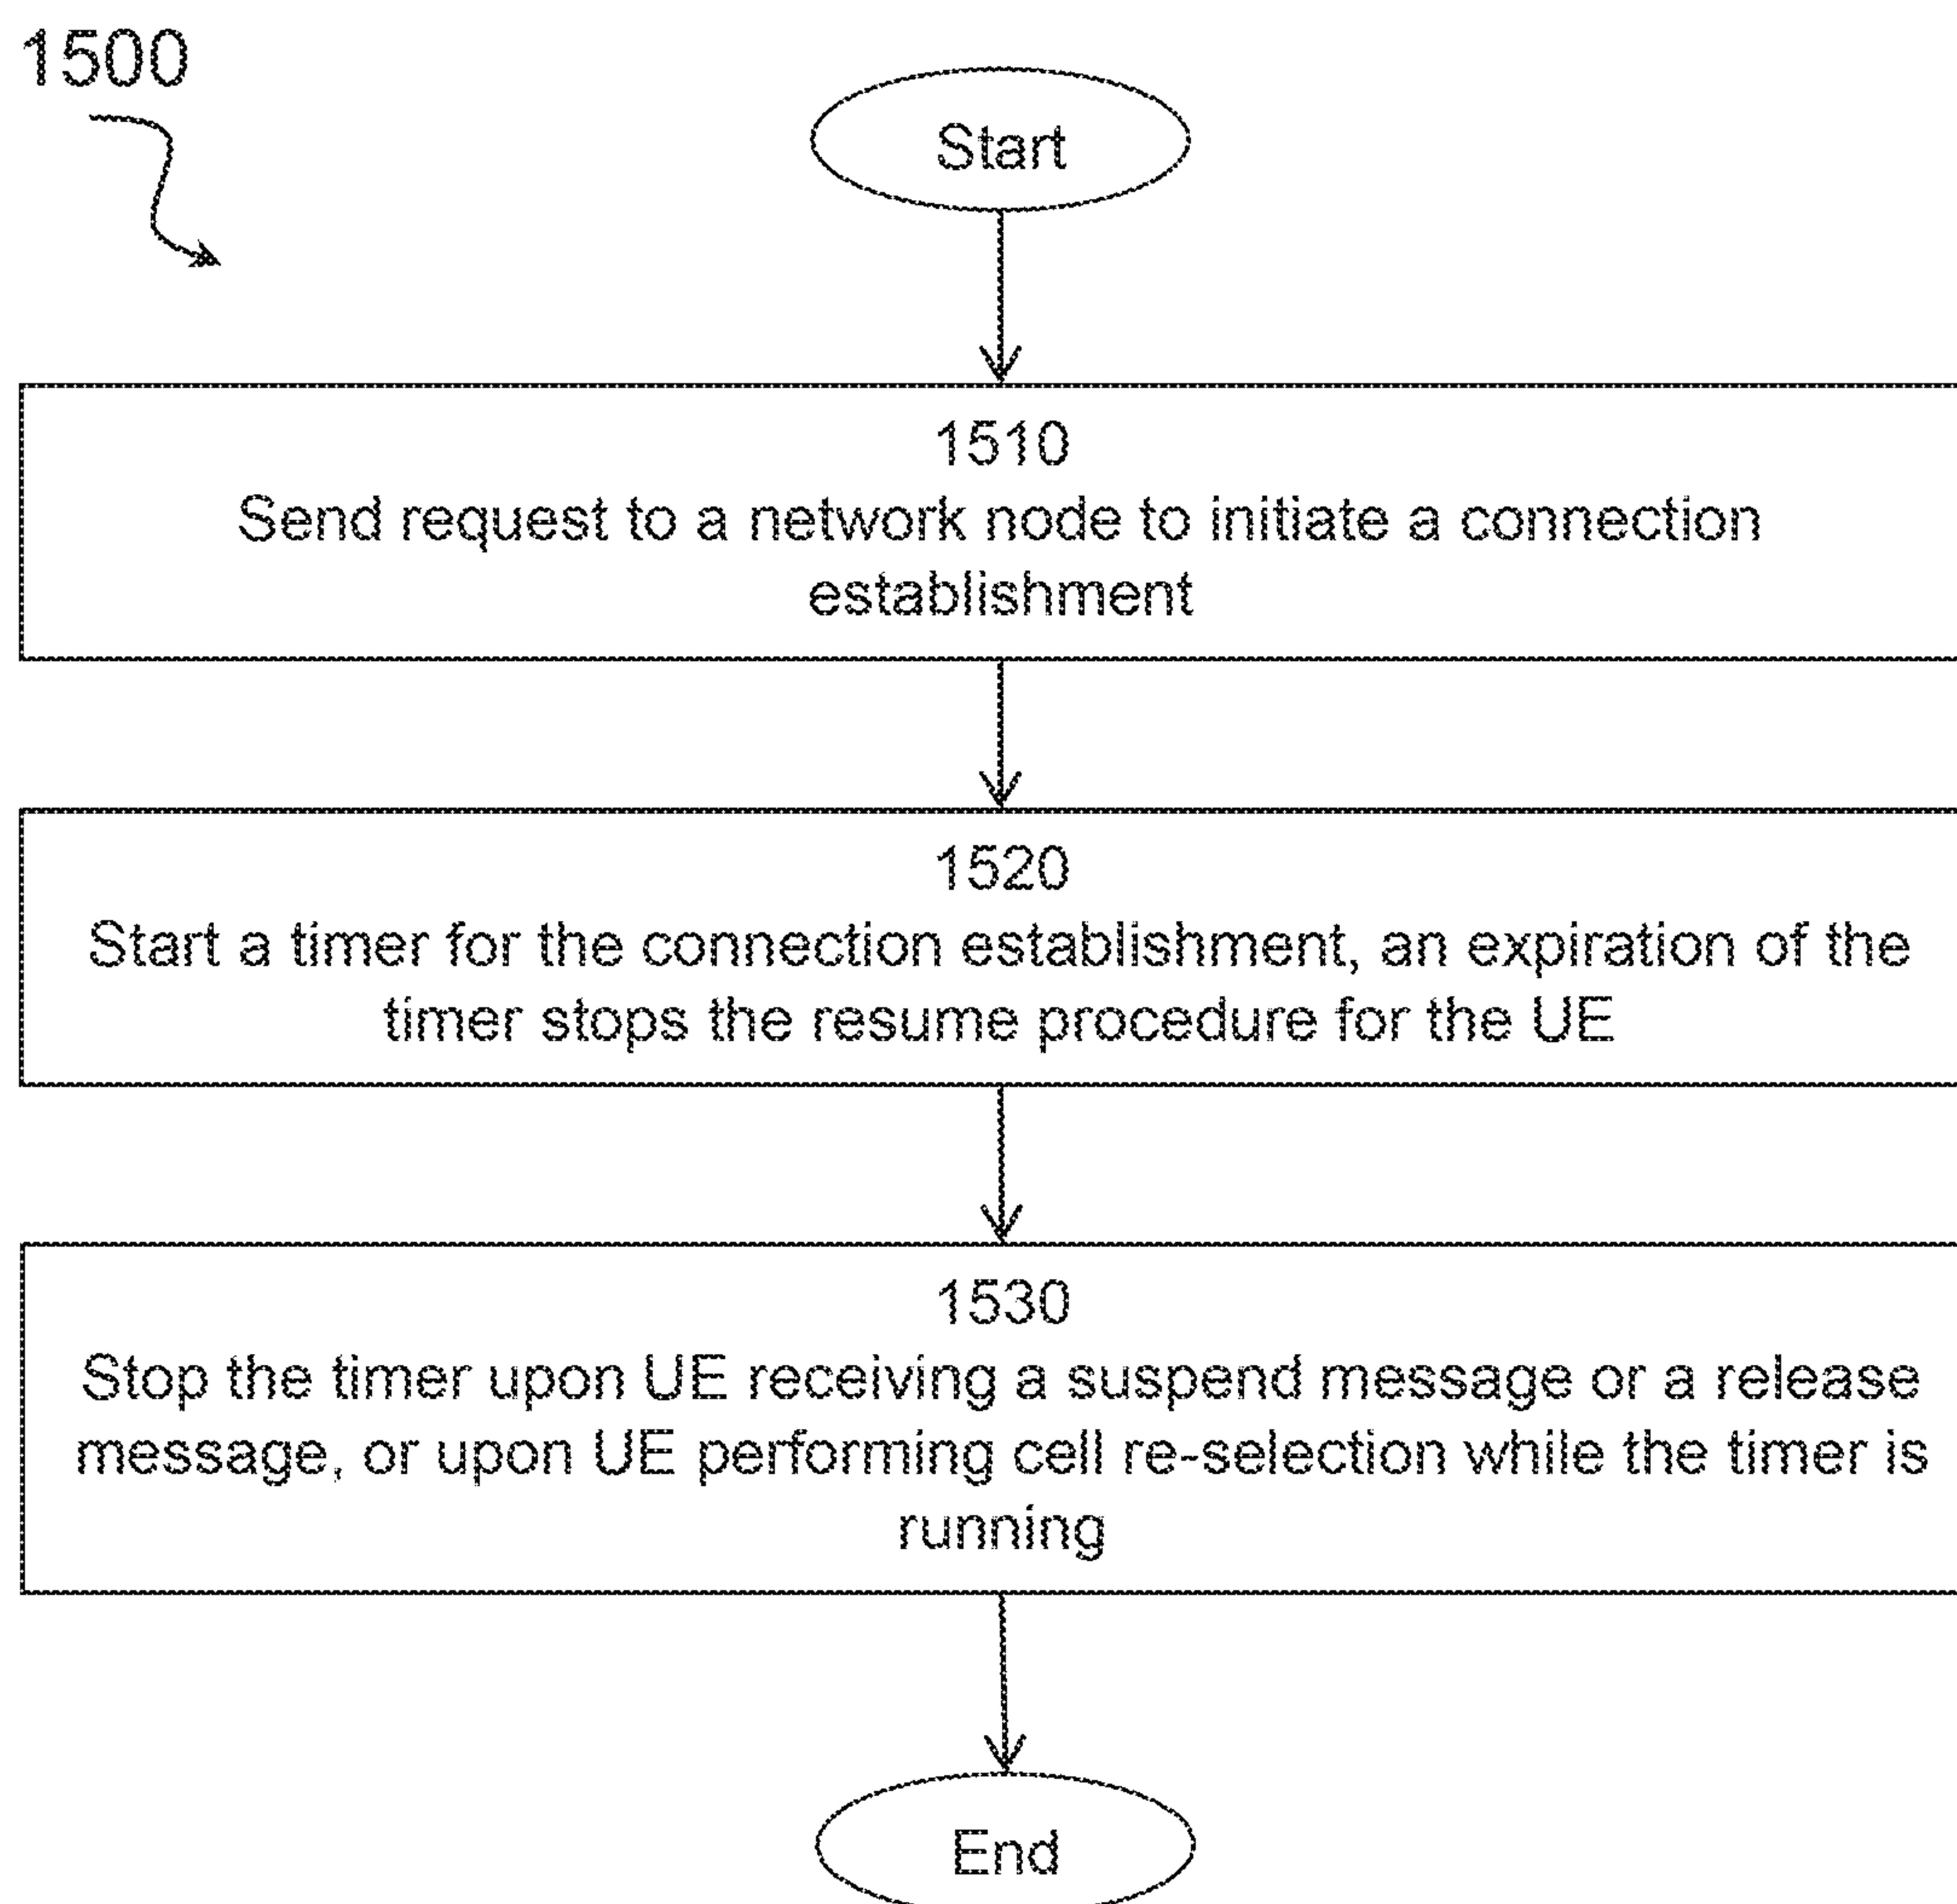 1500
Start
1510
Send request to a network node to initiate a connection
establishment
1520
Start a timer for the connection establishment, an expiration of the
timer stops the resume procedure for the UE
1530
Stop the timer upon UE receiving a suspend message or a release
message, or upon UE performing cell re-selection while the timer is
running
End